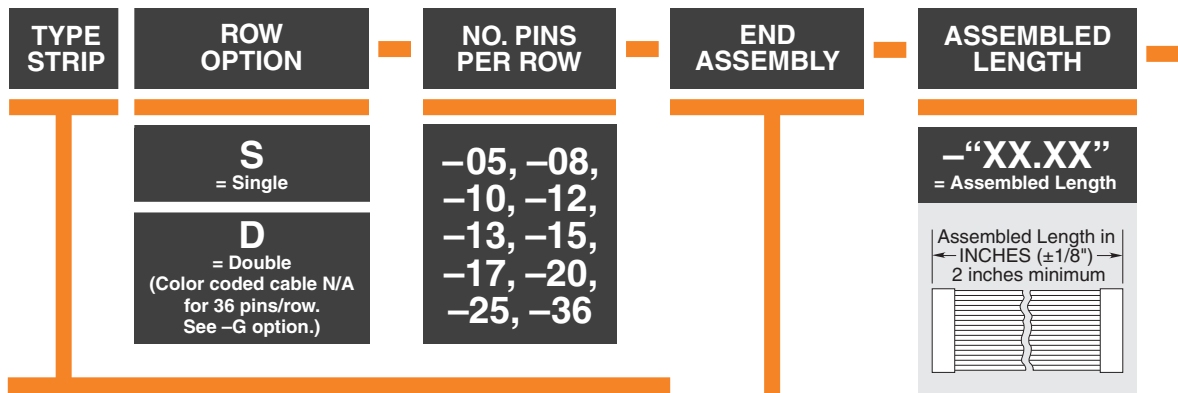 TYPE
STRIP
ROW
OPTION
NO. PINS
PER ROW
END
ASSEMBLY
ASSEMBLED
LENGTH
S
= Single
D
= Double
(Color coded cable N/A
for 36 pins/row.
See –G option.)
–05, –08,
–10, –12,
–13, –15,
–17, –20,
–25, –36
–“XX.XX”
= Assembled Length
Assembled Length in
INCHES (±1/8")
2 inches minimum